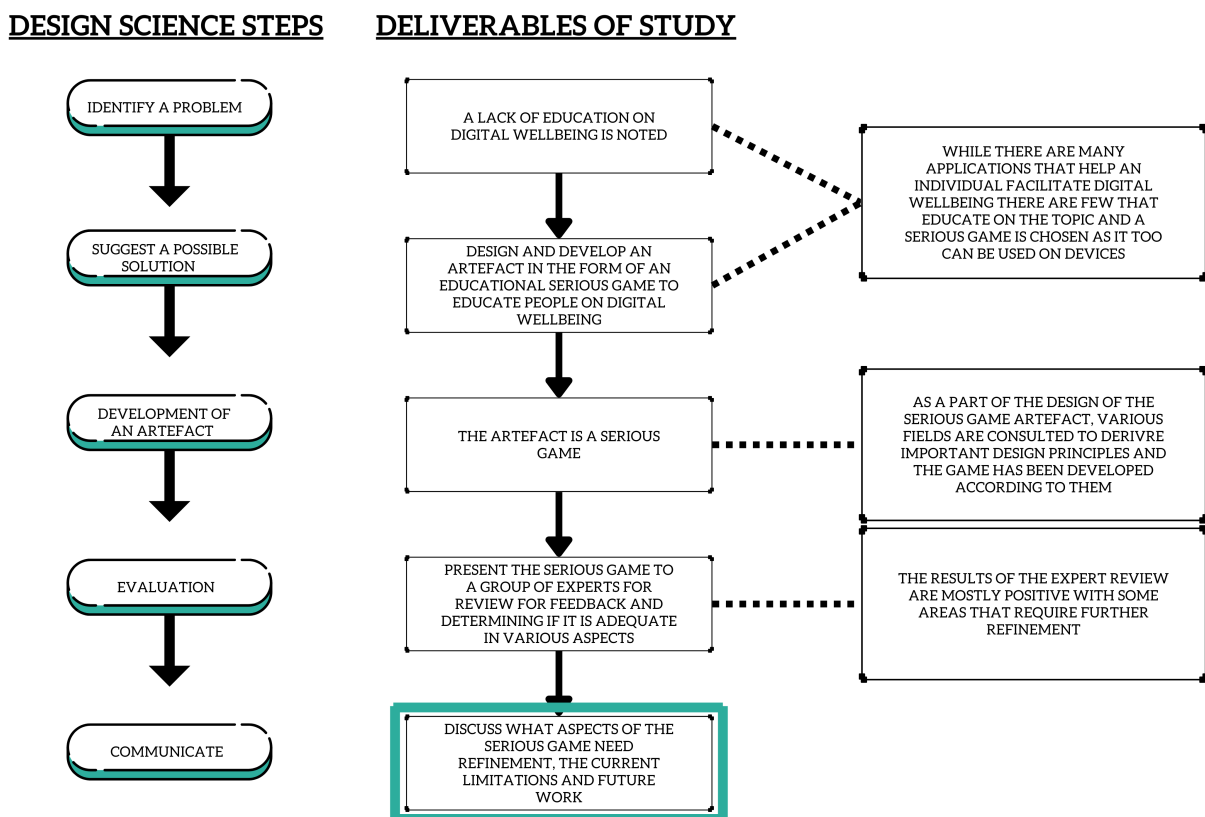 DESIGN SCIENCE STEPS
DELIVERABLES OF STUDY
IDENTIFY A PROBLEM
SUGGEST A POSSIBLE
SOLUTION
DEVELOPMENT OF
AN ARTEFACT
EVALUATION
COMMUNICATE
A LACK OF EDUCATION ON
DIGITAL WELLBEING IS NOTED
DESIGN AND DEVELOP AN
ARTEFACT IN THE FORM OF AN
EDUCATIONAL SERIOUS GAME TO
EDUCATE PEOPLE ON DIGITAL
WELLBEING
THE ARTEFACT IS A SERIOUS
GAME
PRESENT THE SERIOUS GAME TO
A GROUP OF EXPERTS FOR
REVIEW FOR FEEDBACK AND
DETERMINING IF IT IS ADEQUATE
IN VARIOUS ASPECTS
DISCUSS WHAT ASPECTS OF THE
SERIOUS GAME NEED
REFINEMENT, THE CURRENT
LIMITATIONS AND FUTURE
WORK
WHILE THERE ARE MANY
APPLICATIONS THAT HELP AN
INDIVIDUAL FACILITATE DIGITAL
WELLBEING THERE ARE FEW THAT
EDUCATE ON THE TOPIC AND A
SERIOUS GAME IS CHOSEN AS IT TOO
CAN BE USED ON DEVICES
AS A PART OF THE DESIGN OF THE
SERIOUS GAME ARTEFACT, VARIOUS
FIELDS ARE CONSULTED TO DERIVRE
IMPORTANT DESIGN PRINCIPLES AND
THE GAME HAS BEEN DEVELOPED
ACCORDING TO THEM
THE RESULTS OF THE EXPERT REVIEW
ARE MOSTLY POSITIVE WITH SOME
AREAS THAT REQUIRE FURTHER
REFINEMENT